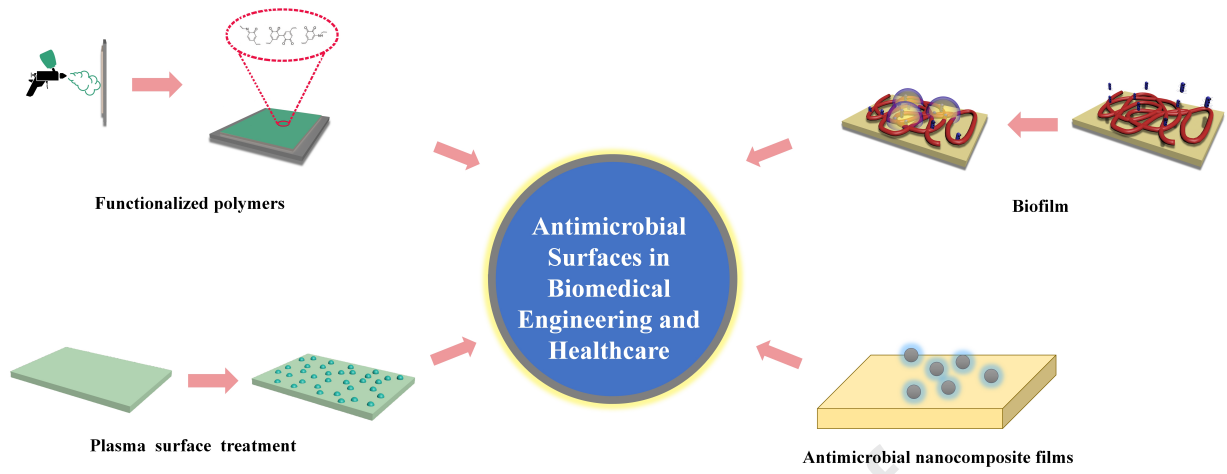 Functionalized polymers
Biofilm
Antimicrobial
Surfaces in
Biomedical
Engineering and
Healthcare
Plasma surface treatment
Antimicrobial nanocomposite films